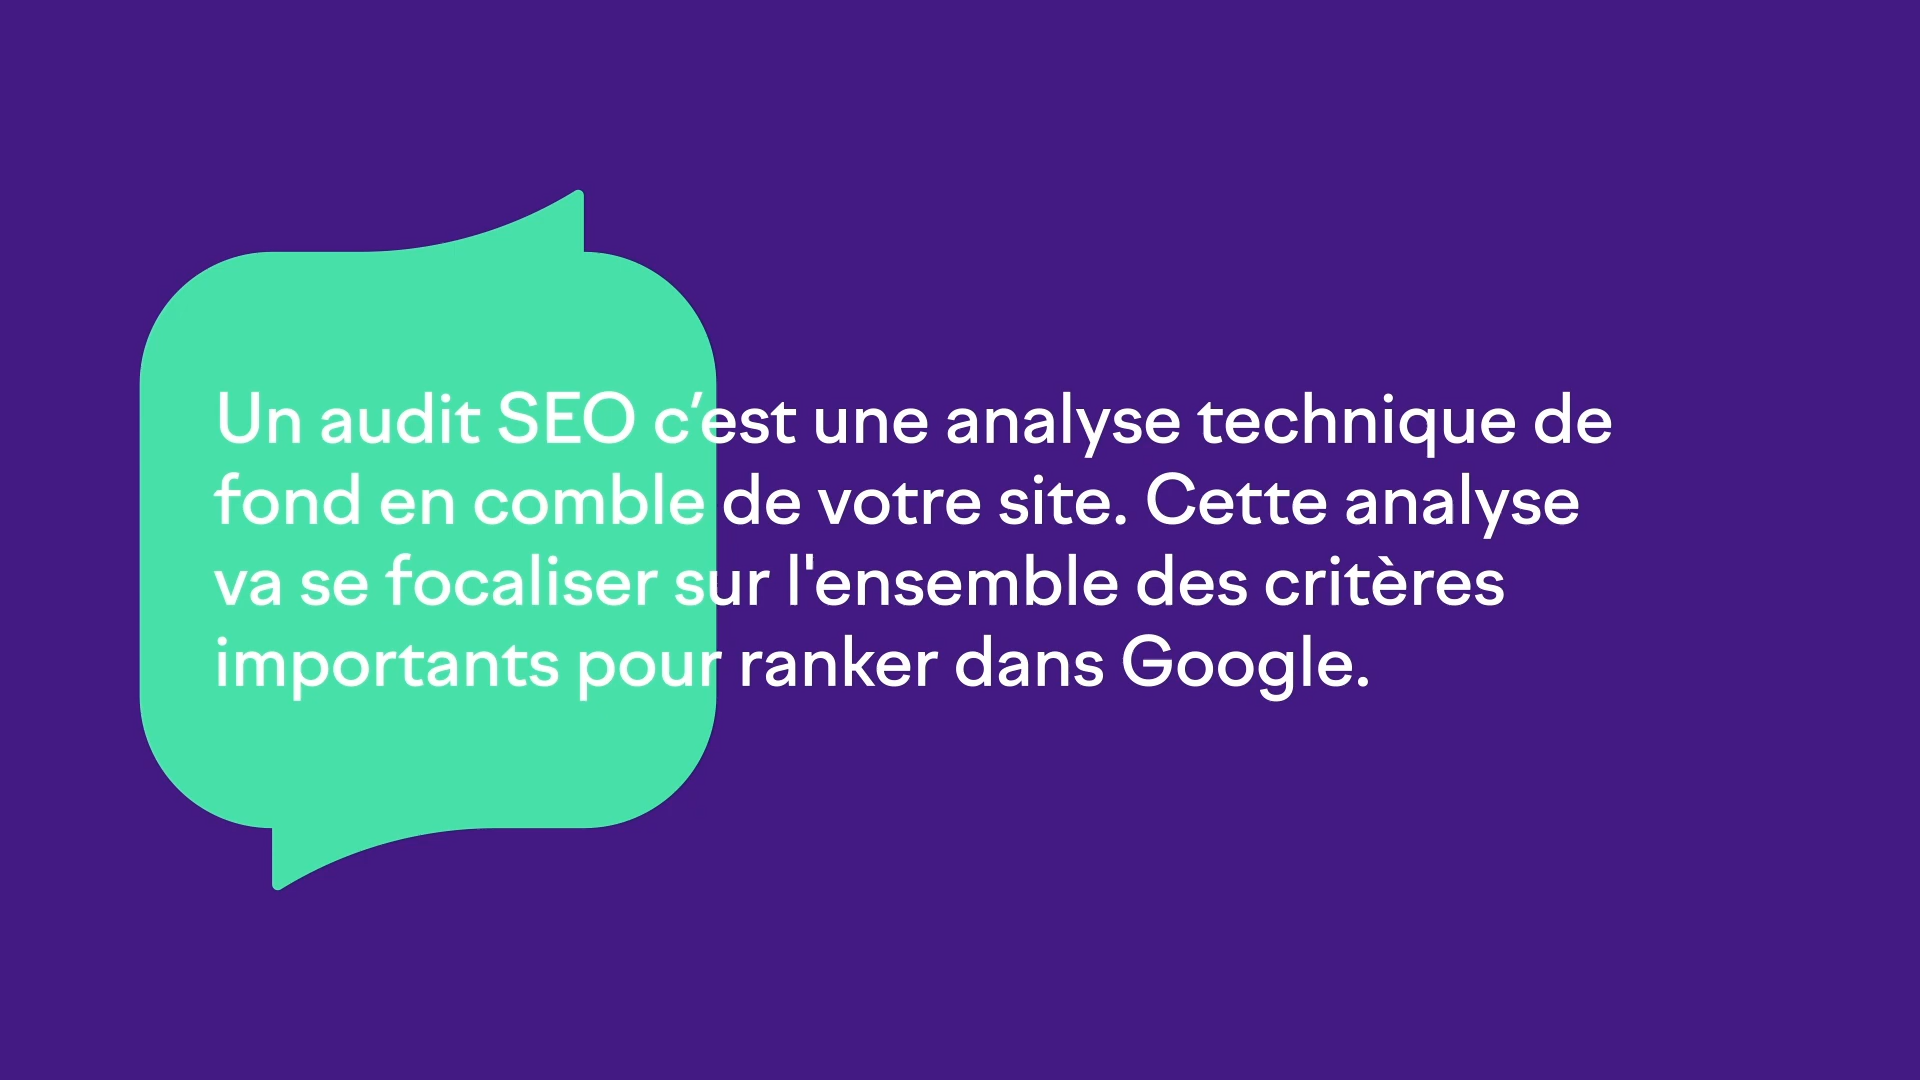 Un audit SEO c’est une analyse technique de
fond en comble de votre site. Cette analyse
va se focaliser sur l'ensemble des critères
importants pour ranker dans Google.